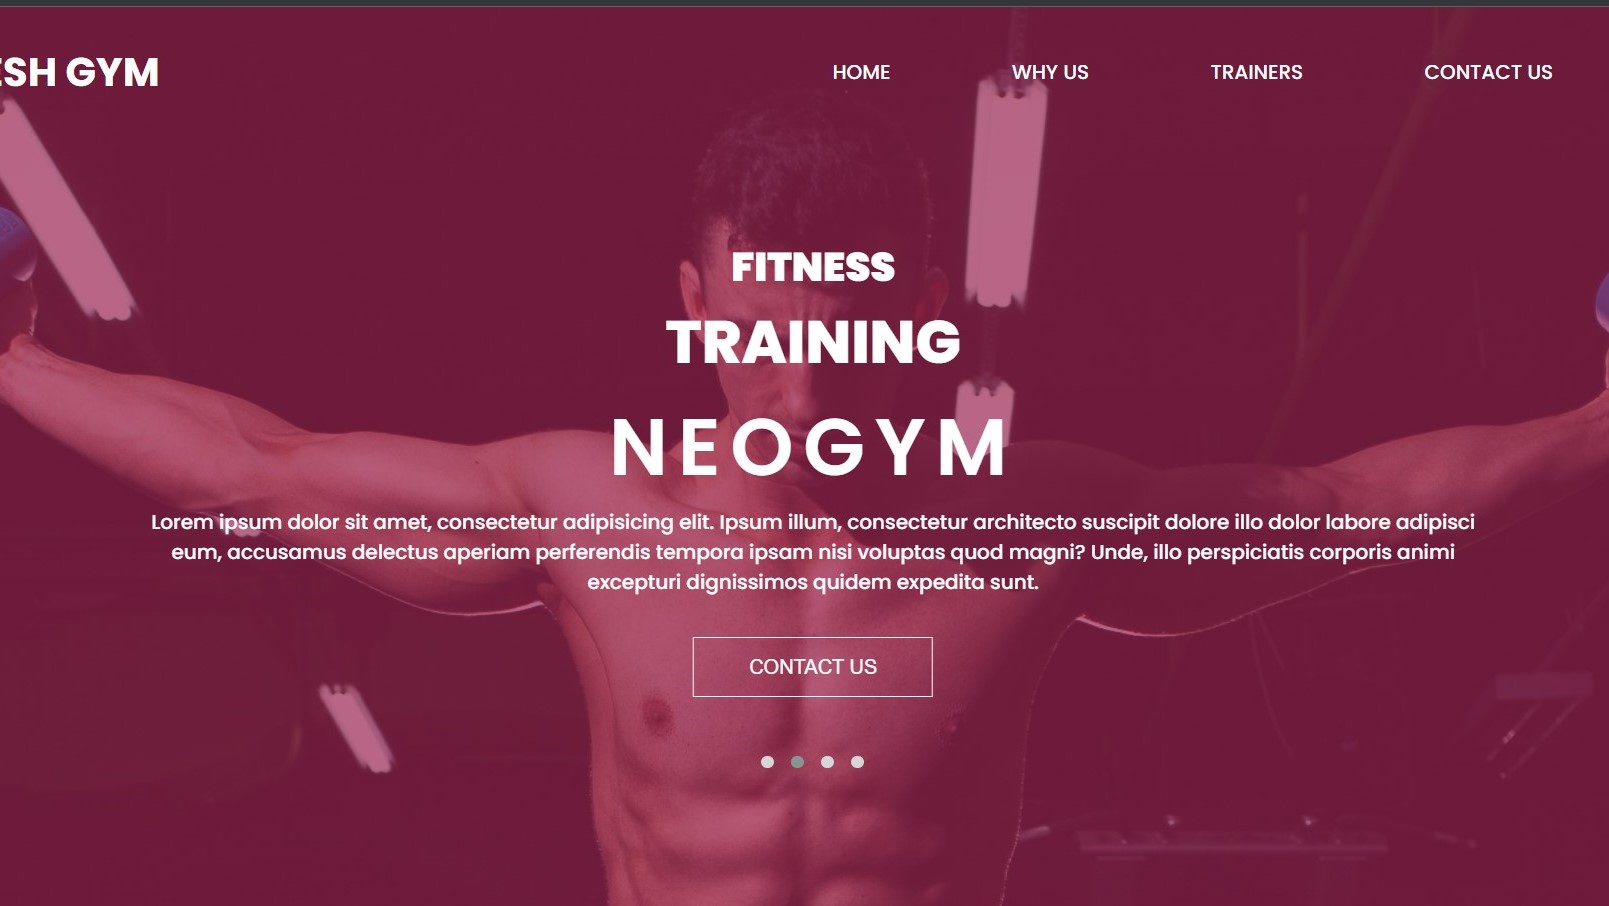 GYM
HOME
WHY US
TRAINERS
CONTACT US
FITNESS
TRAINING
NEOGYM
Lorem ipsum dolor sit amet, consectetur adipisicing elit. Ipsum illum, consectetur architecto suscipit dolore illo dolor labore adipisci
eum, accusamus delectus aperiam perferendis tempora ipsam nisi voluptas quod magni? Unde, illo perspiciatis corporis animi
excepturi dignissimos quidem expedita sunt.
CONTACT US